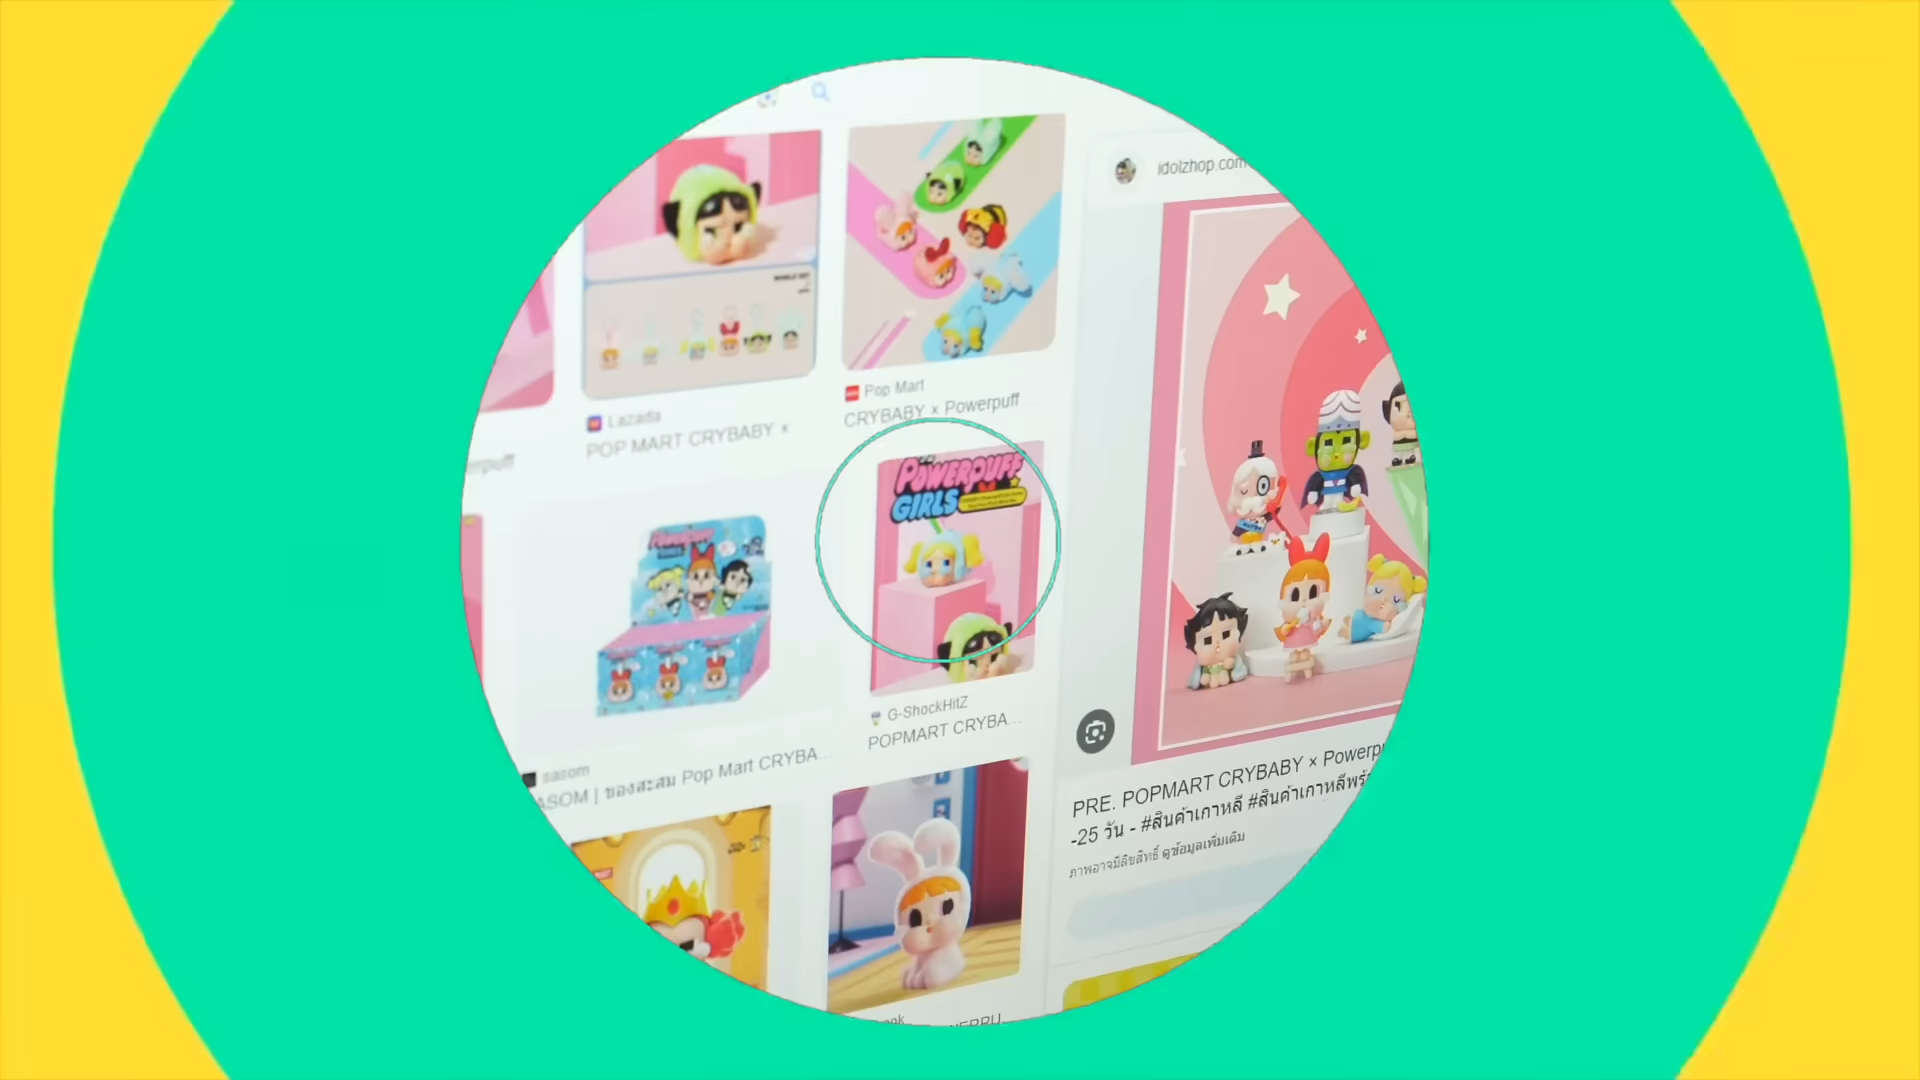 idolzhop.com
Lazada
POP MART CRYBABY ×
Pop Mart
CRYBABY × Powerpuff
erpuff
POWERPUFF
GIRLS
POWERPUFF
G-ShockHitZ
POPMART CRYBA...
sasom
ASOM | ของสะสม Pop Mart CRYBA...
PRE. POPMART CRYBABY × Powerp
-25 วัน - #สินค้าเกาหลี #สินค้าเกาหลีพร้
ภาพอาจมีลิขสิทธิ์ ดูข้อมูลเพิ่มเติม